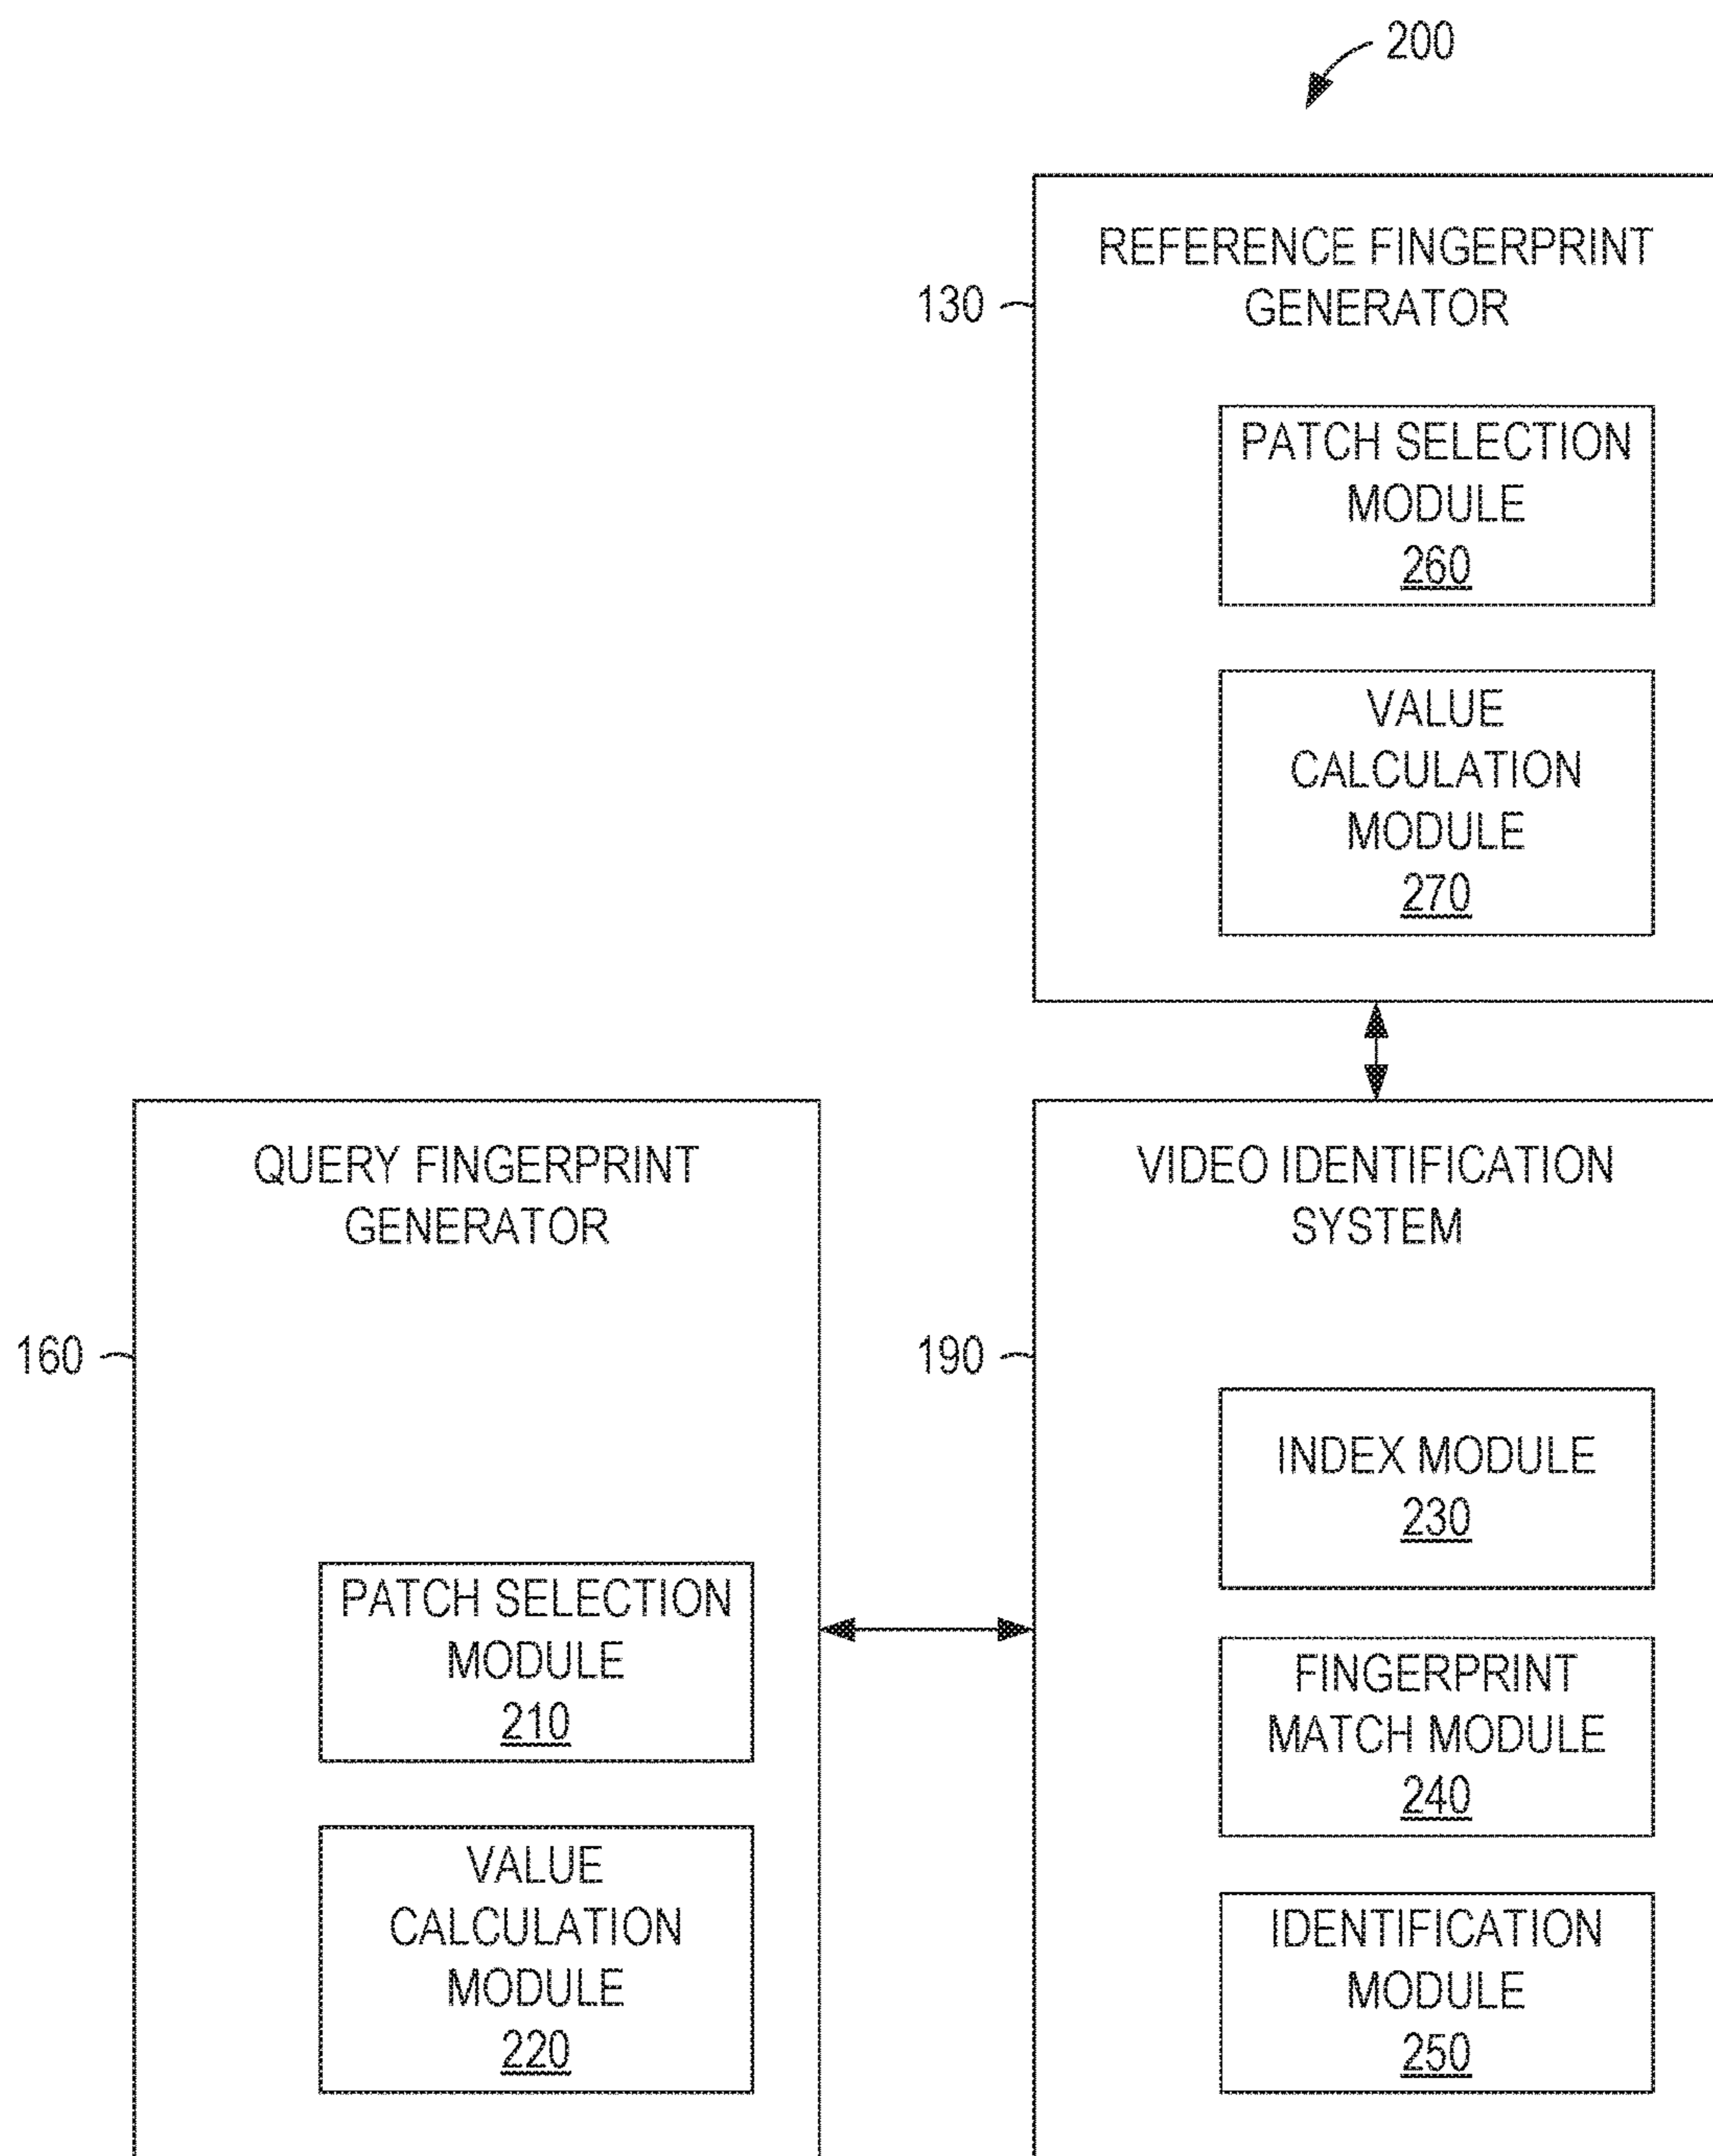 200
REFERENCE FINGERPRINT
GENERATOR
130
PATCH SELECTION
MODULE
260
VALUE
CALCULATION
MODULE
270
QUERY FINGERPRINT
GENERATOR
160
PATCH SELECTION
MODULE
210
VALUE
CALCULATION
MODULE
220
VIDEO IDENTIFICATION
SYSTEM
190
INDEX MODULE
230
FINGERPRINT
MATCH MODULE
240
IDENTIFICATION
MODULE
250